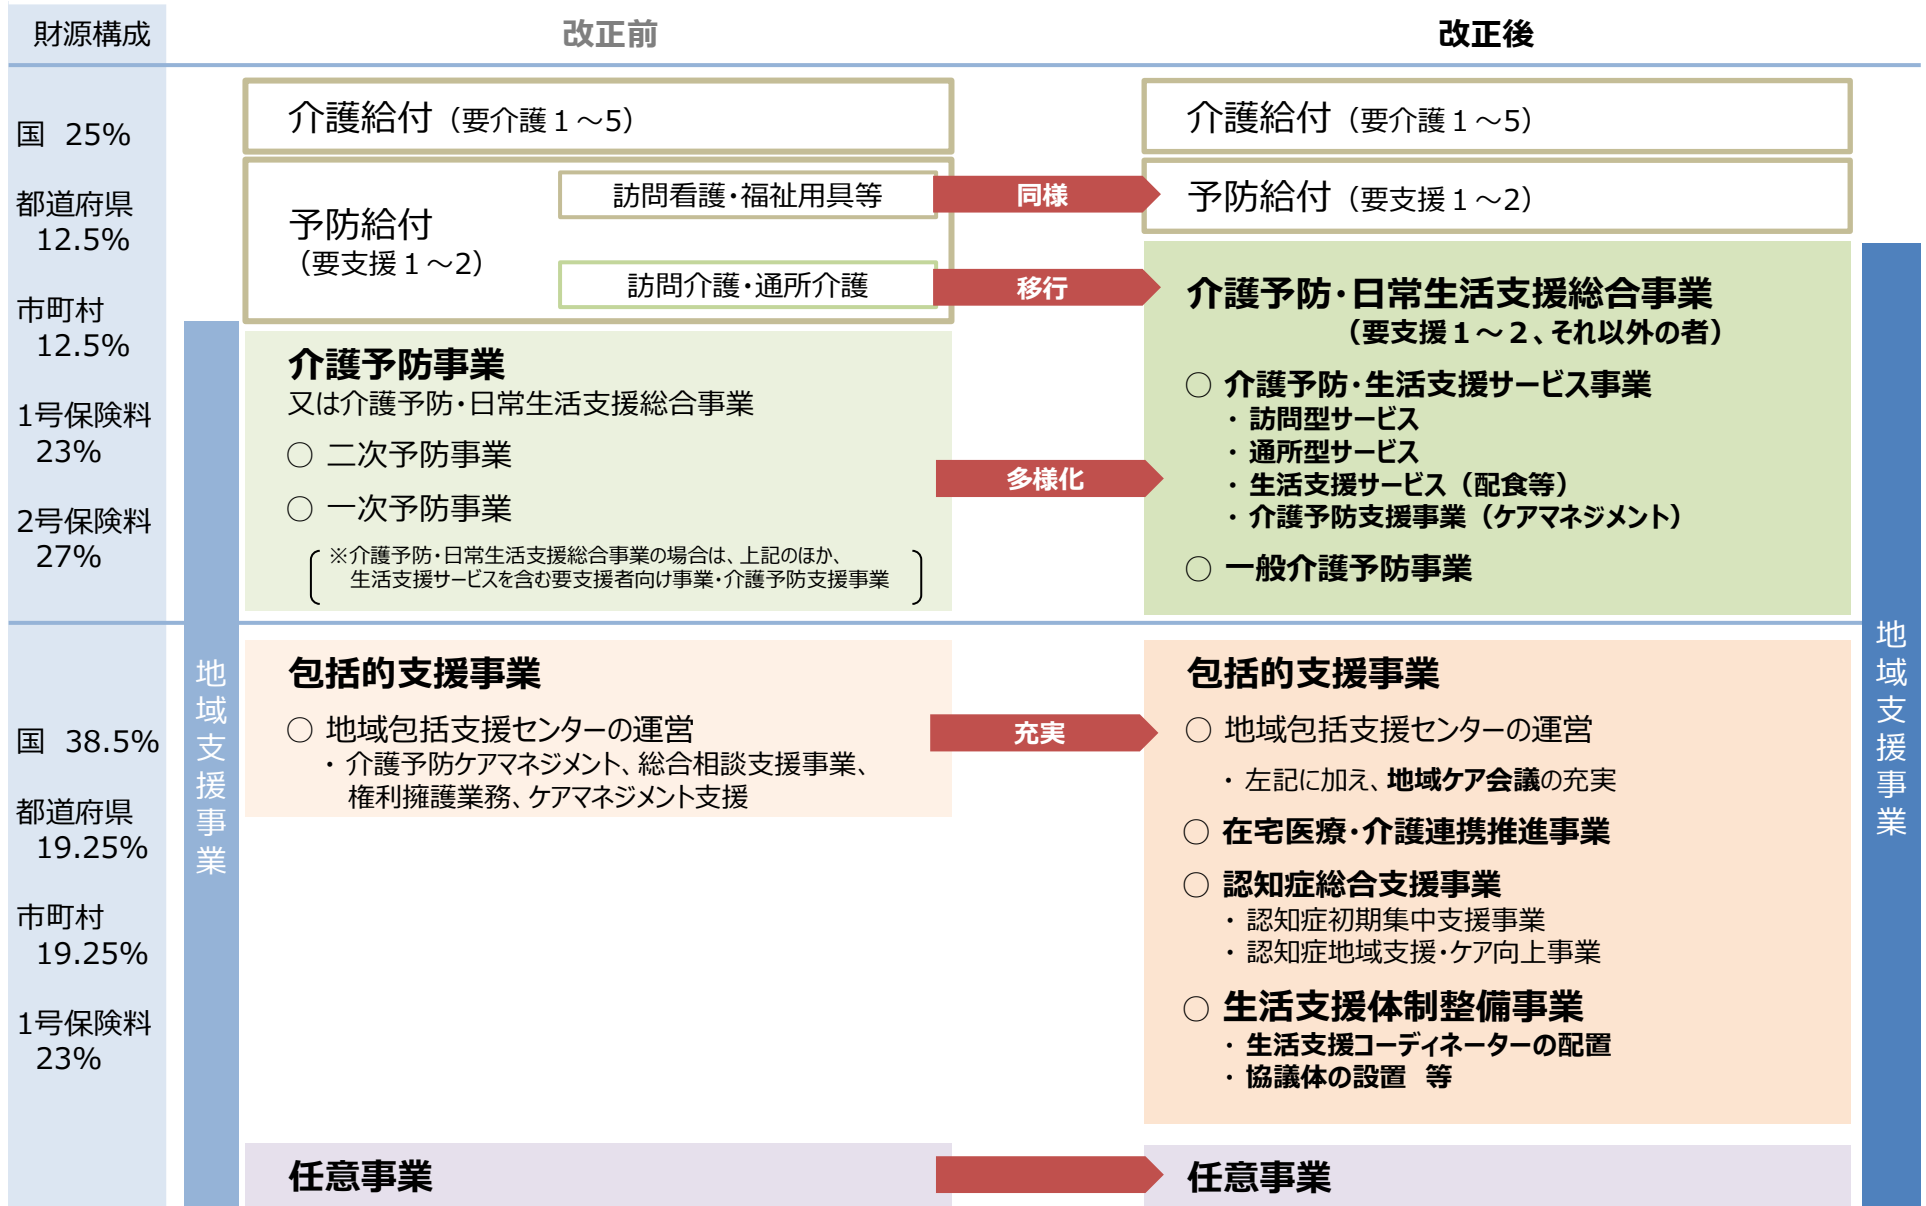 財源構成
改正前
改正後
国 25%
都道府県
12.5%
市町村
12.5%
1号保険料
23%
2号保険料
27%
国 38.5%
都道府県
19.25%
市町村
19.25%
1号保険料
23%
地域支援事業
介護給付（要介護１～5）
予防給付
（要支援１～2）
訪問看護・福祉用具等
訪問介護・通所介護
介護予防事業
又は介護予防・日常生活支援総合事業
○ 二次予防事業
○ 一次予防事業
※介護予防・日常生活支援総合事業の場合は、上記のほか、
生活支援サービスを含む要支援者向け事業・介護予防支援事業
包括的支援事業
○ 地域包括支援センターの運営
・ 介護予防ケアマネジメント、総合相談支援事業、
権利擁護業務、ケアマネジメント支援
任意事業
同様
移行
多様化
充実
介護給付（要介護１～5）
予防給付（要支援１～2）
介護予防・日常生活支援総合事業
（要支援１～２、それ以外の者）
○ 介護予防・生活支援サービス事業
・ 訪問型サービス
・ 通所型サービス
・ 生活支援サービス（配食等）
・ 介護予防支援事業（ケアマネジメント）
○ 一般介護予防事業
包括的支援事業
○ 地域包括支援センターの運営
・ 左記に加え、地域ケア会議の充実
○ 在宅医療・介護連携推進事業
○ 認知症総合支援事業
・ 認知症初期集中支援事業
・ 認知症地域支援・ケア向上事業
○ 生活支援体制整備事業
・ 生活支援コーディネーターの配置
・ 協議体の設置 等
任意事業
地域支援事業